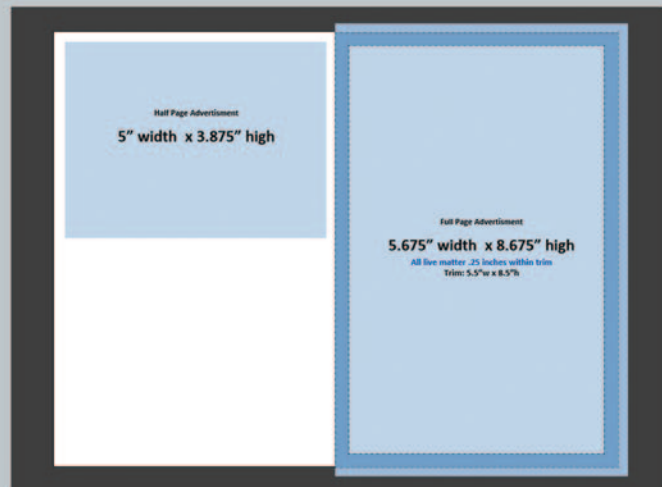 Half Page Advertisment
5” width x 3.875” high
Full Page Advertisment
5.675” width x 8.675” high
All live matter .25 inches within trim
Trim: 5.5”w x 8.5”h